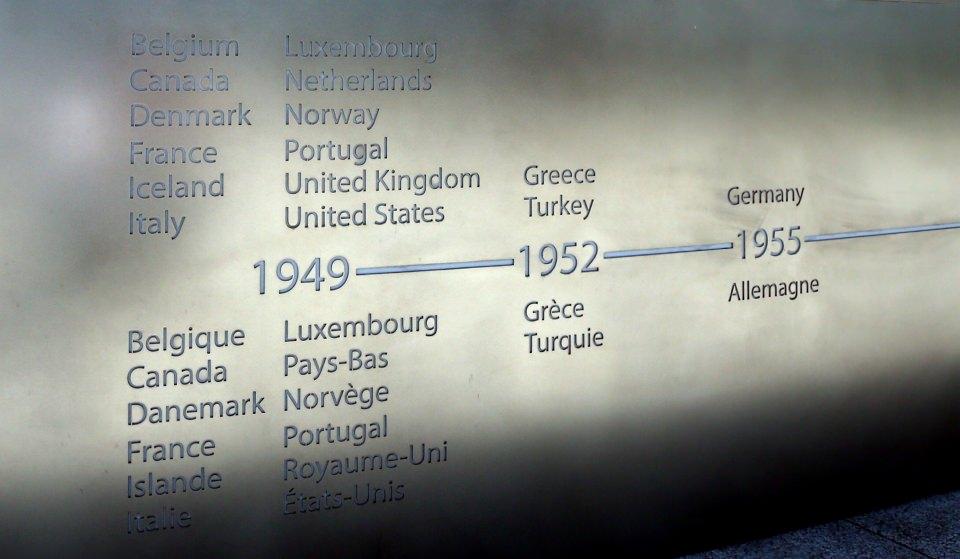 Belgium
Canada
Denmark
France
Iceland
Italy
Luxembourg
Netherlands
Norway
Portugal
United Kingdom
United States
Greece
Turkey
Germany
1949
1952
1955
Belgique
Canada
Danemark
France
Islande
Italie
Luxembourg
Pays-Bas
Norvège
Portugal
Royaume-Uni
États-Unis
Grèce
Turquie
Allemagne